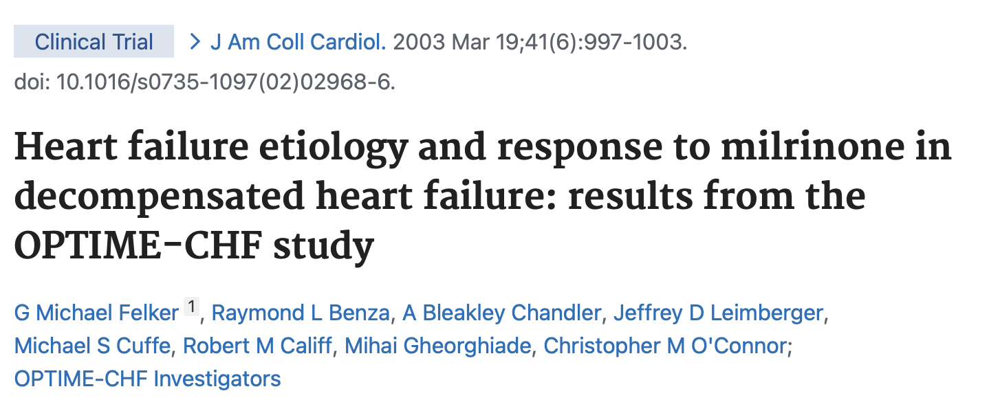 Clinical Trial > J Am Coll Cardiol. 2003 Mar 19;41(6):997-1003.
doi: 10.1016/s0735-1097(02)02968-6.
Heart failure etiology and response to milrinone in
decompensated heart failure: results from the
OPTIME-CHF study
G Michael Felker 1, Raymond L Benza, A Bleakley Chandler, Jeffrey D Leimberger,
Michael S Cuffe, Robert M Califf, Mihai Gheorghiade, Christopher M O'Connor;
OPTIME-CHF Investigators